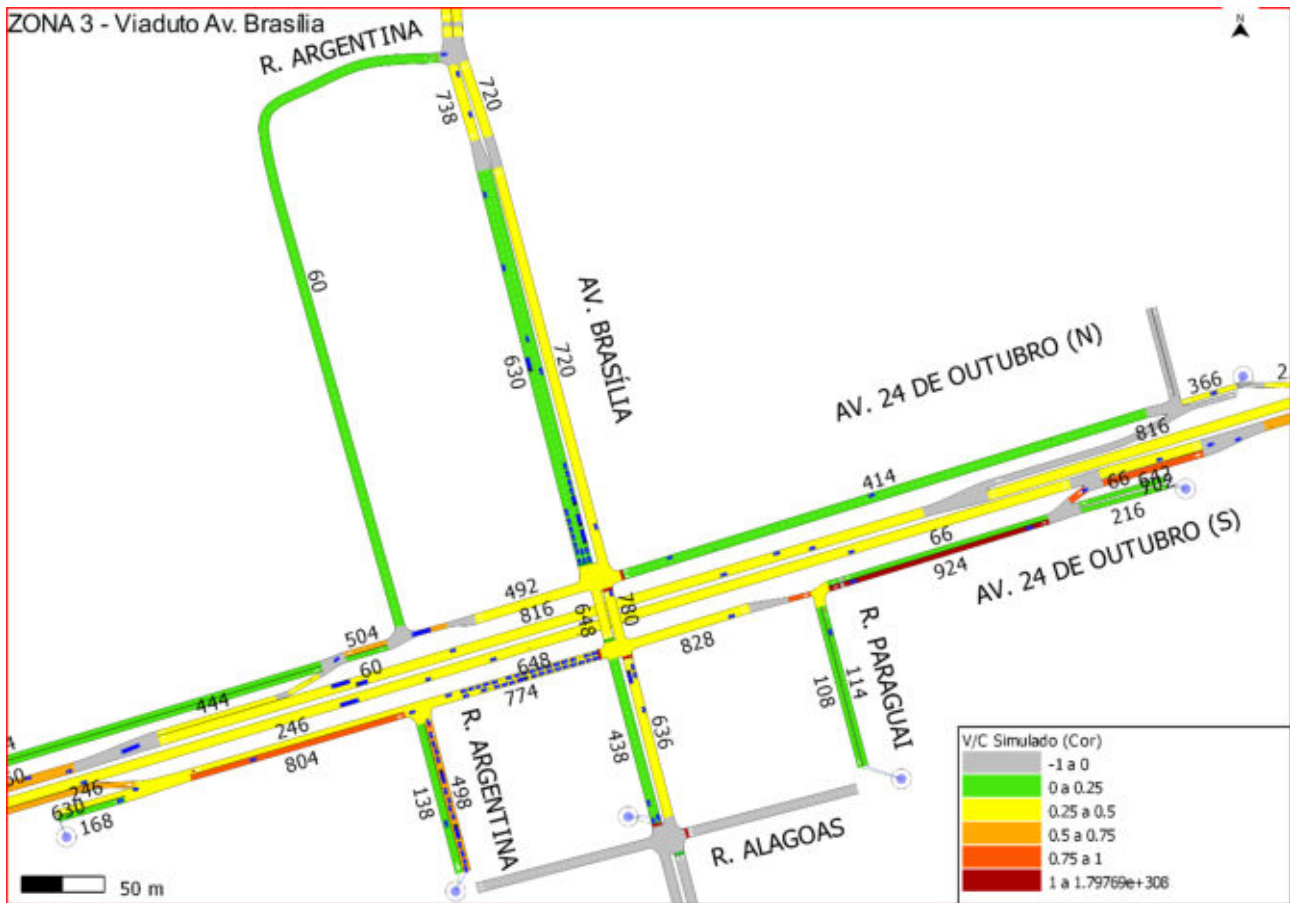 ZONA 3 - Viaduto Av. Brasília
N
R. ARGENTINA
738
720
60
AV. BRASÍLIA
630
720
AV. 24 DE OUTUBRO (N)
366
816
414
66
642
702
216
66
924
AV. 24 DE OUTUBRO (S)
492
816
648
780
504
60
648
828
774
444
246
804
R. ARGENTINA
438
636
R. PARAGUAI
114
108
246
630
168
138
498
R. ALAGOAS
50 m
V/C Simulado (Cor)
-1 a 0
0 a 0.25
0.25 a 0.5
0.5 a 0.75
0.75 a 1
1 a 1.79769e+308